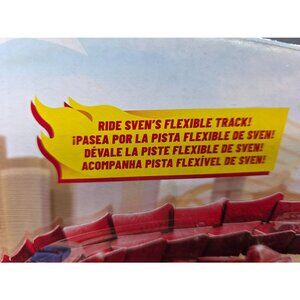 RIDE SVEN'S FLEXIBLE TRACK!
¡PASEA POR LA PISTA FLEXIBLE DE SVEN!
DÉVALE LA PISTE FLEXIBLE DE SVEN!
ACOMPANHA PISTA FLEXÍVEL DE SVEN!